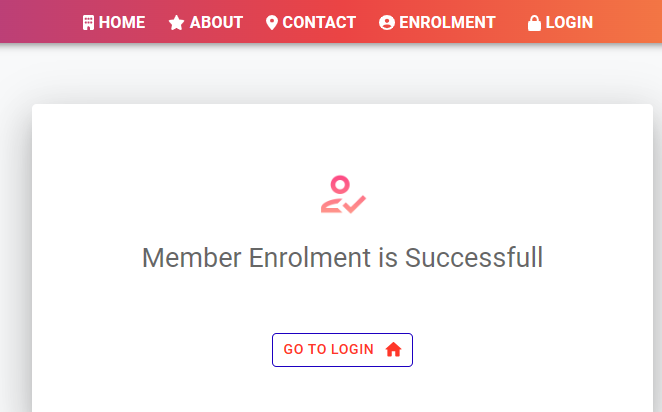 HOME ABOUT CONTACT ENROLMENT LOGIN
Member Enrolment is Successfull
GO TO LOGIN